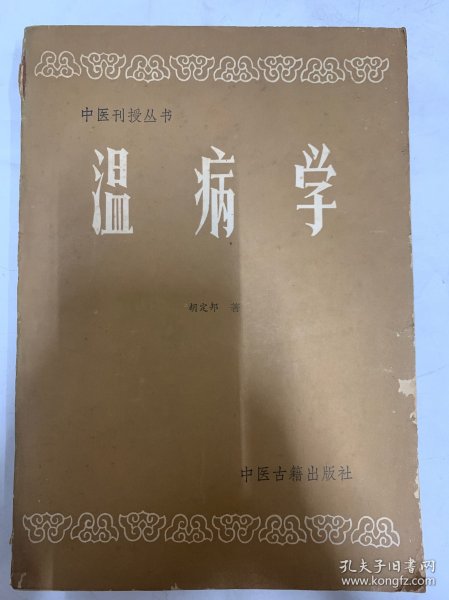 中医刊授丛书
温病学
胡定邦 著
中医古籍出版社
孔夫子旧书网
www.kongfz.com